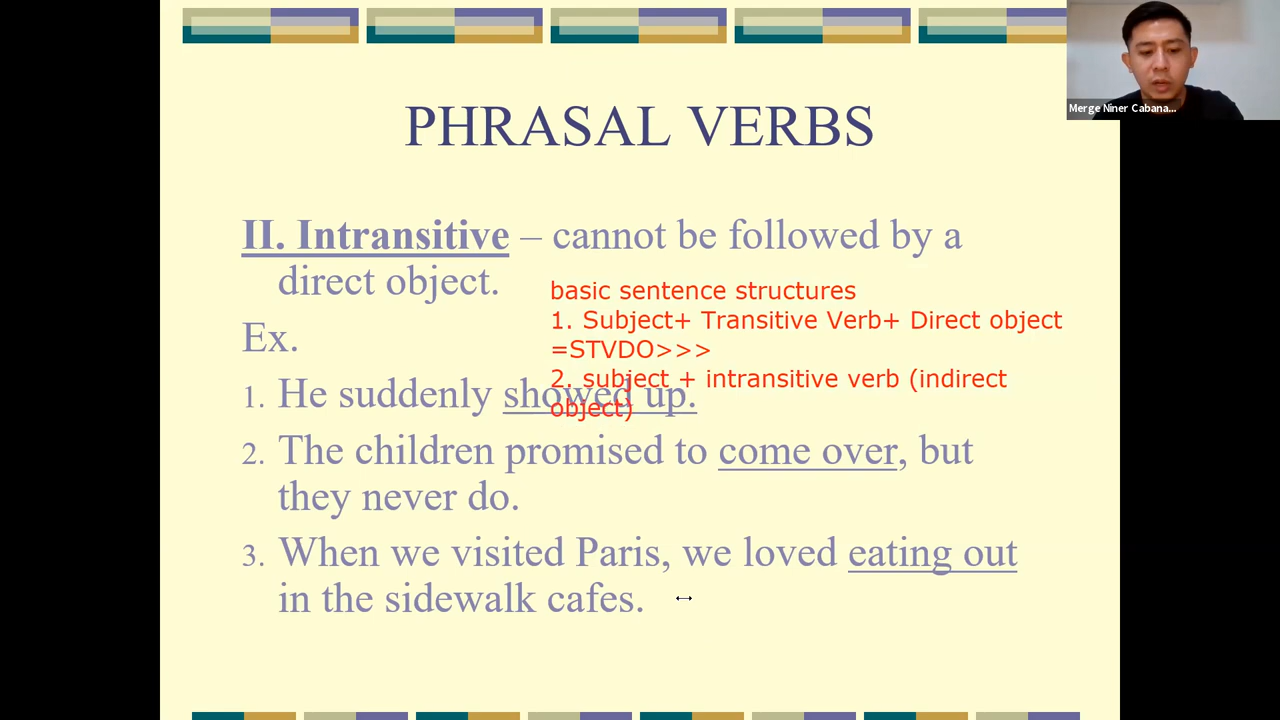 Merge Niner Cabana...
PHRASAL VERBS
II. Intransitive – cannot be followed by a
direct object.
basic sentence structures
1. Subject+ Transitive Verb+ Direct object
=STVDO>>>
2. subject + intransitive verb (indirect
object)
Ex.
1. He suddenly showed up.
2. The children promised to come over, but
they never do.
3. When we visited Paris, we loved eating out
in the sidewalk cafes.